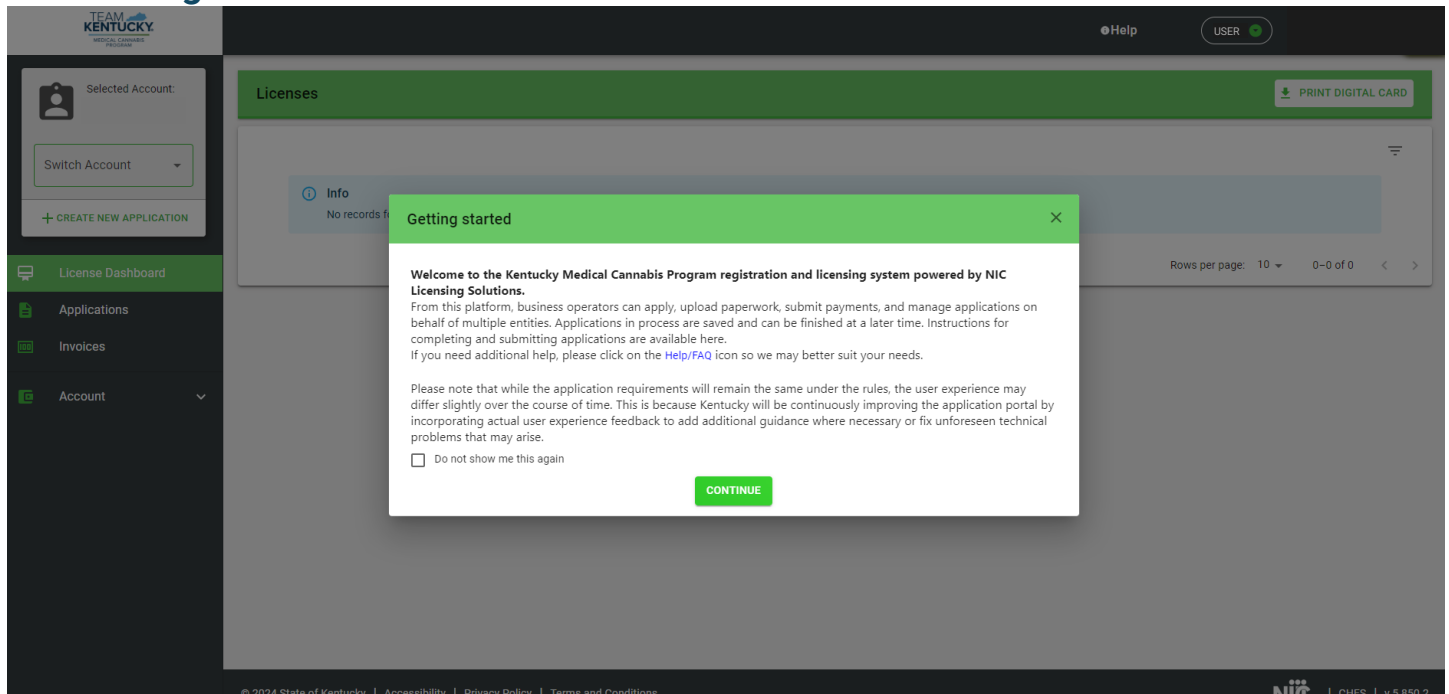 TEAM
KENTUCKY.
MEDICAL CANNABIS
PROGRAM
Help
USER
Selected Account:
Switch Account
CREATE NEW APPLICATION
License Dashboard
Applications
Invoices
Account
Licenses
PRINT DIGITAL CARD
Info
No records
Rows per page: 10
0–0 of 0
Getting started
Welcome to the Kentucky Medical Cannabis Program registration and licensing system powered by NIC
Licensing Solutions.
From this platform, business operators can apply, upload paperwork, submit payments, and manage applications on
behalf of multiple entities. Applications in process are saved and can be finished at a later time. Instructions for
completing and submitting applications are available here.
If you need additional help, please click on the Help/FAQ icon so we may better suit your needs.
Please note that while the application requirements will remain the same under the rules, the user experience may
differ slightly over the course of time. This is because Kentucky will be continuously improving the application portal by
incorporating actual user experience feedback to add additional guidance where necessary or fix unforeseen technical
problems that may arise.
Do not show me this again
CONTINUE
© 2024 State of Kentucky | Accessibility | Privacy Policy | Terms and Conditions
NIC | CHFS | v 5.850.2